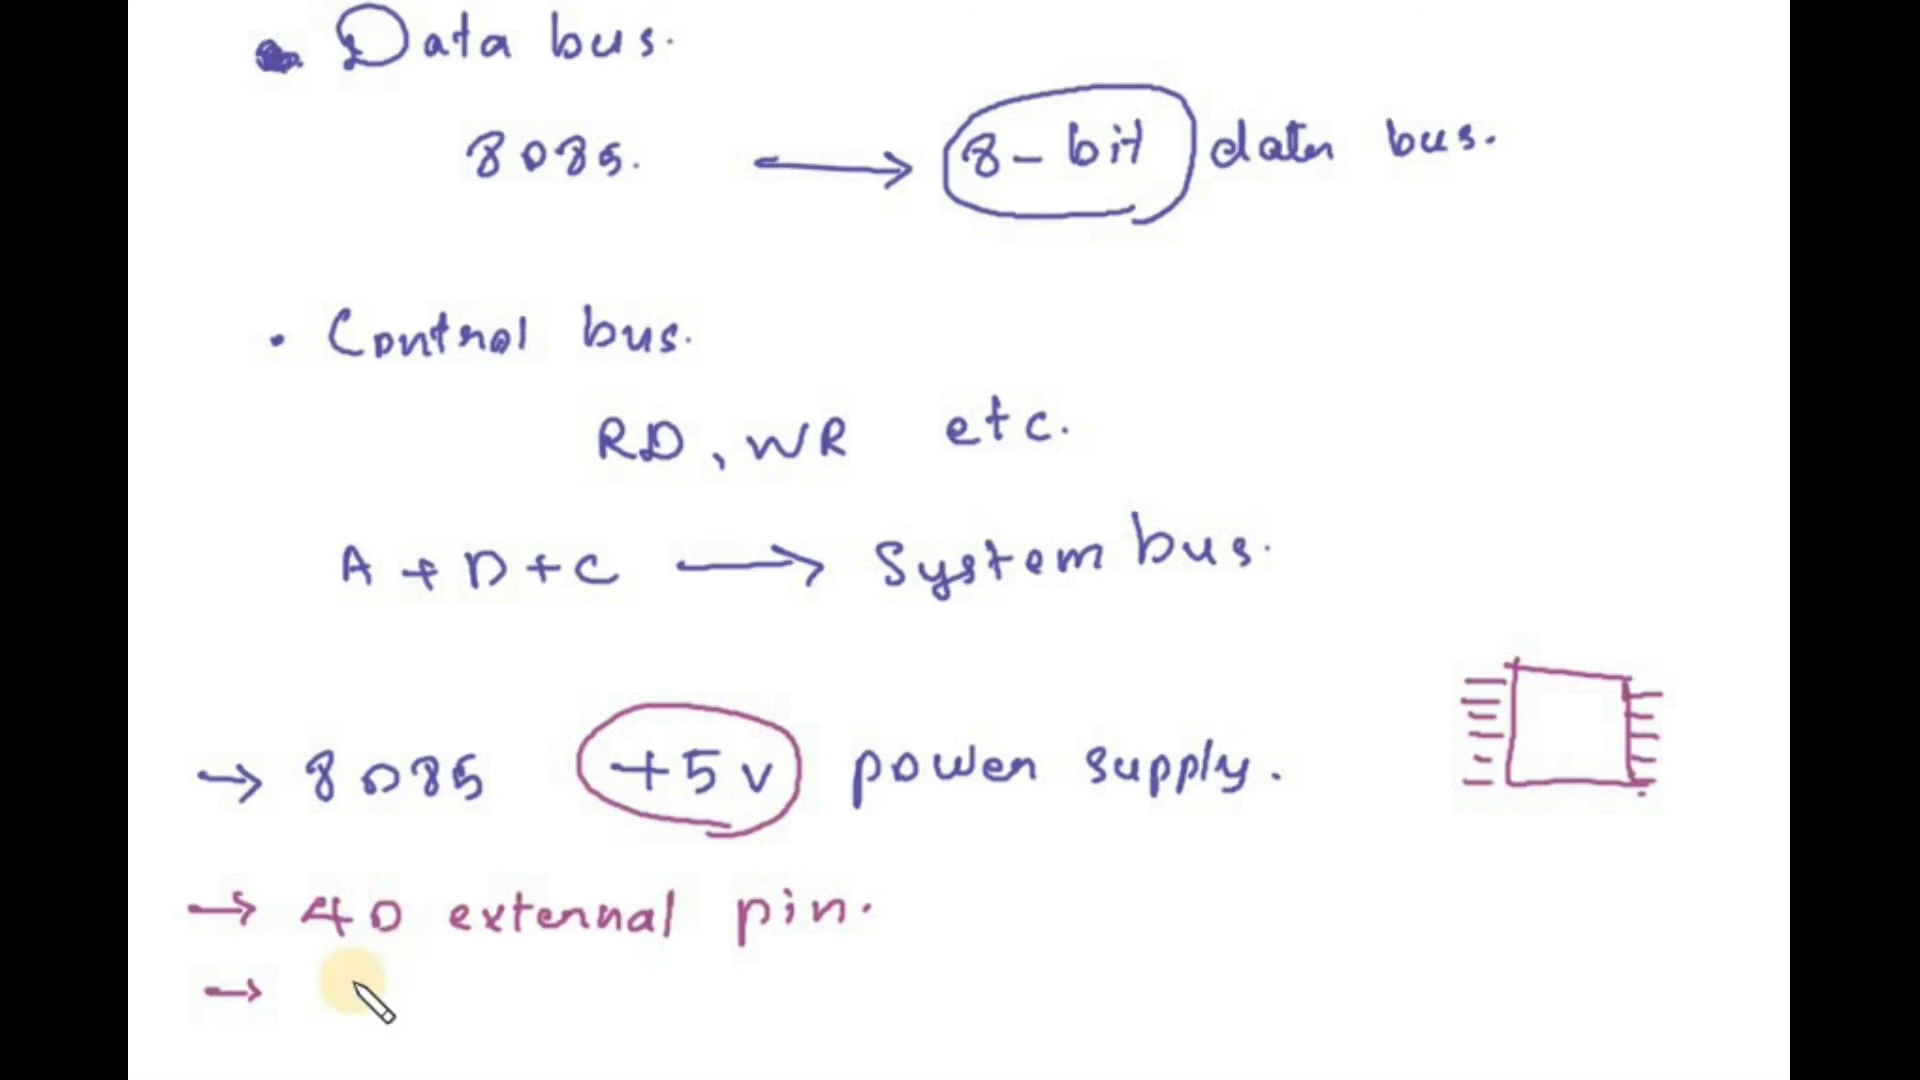 Data bus.
8085. → 8-bit data bus.
• Control bus.
RD, WR etc.
A + D + C → System bus.
→ 8085 +5v power supply.
→ 40 external pin.
→